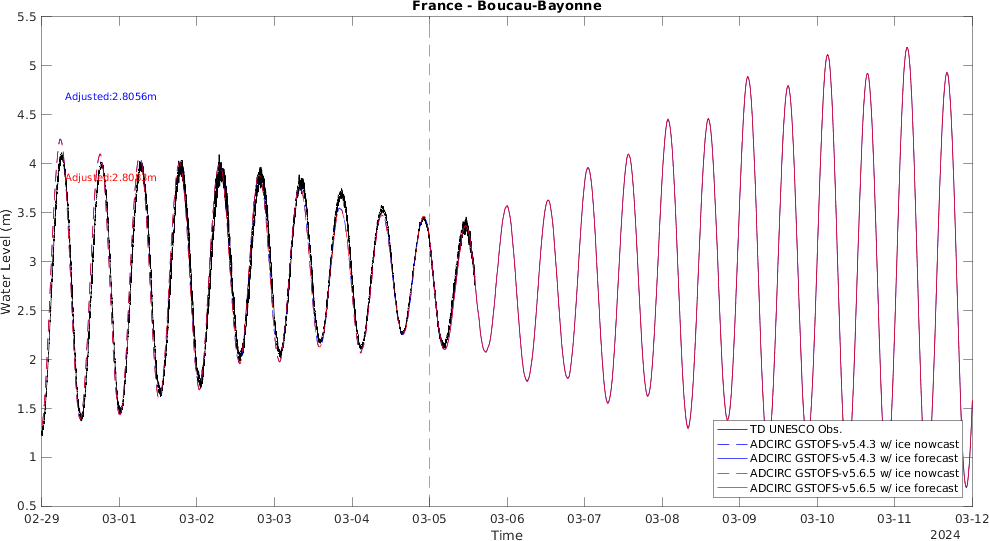 France - Boucau-Bayonne
5.5
5
4.5
4
3.5
3
2.5
2
1.5
1
0.5
Water Level (m)
Adjusted:2.8056m
TD UNESCO Obs.
ADCIRC GSTOFS-v5.4.3 w/ ice nowcast
ADCIRC GSTOFS-v5.4.3 w/ ice forecast
ADCIRC GSTOFS-v5.6.5 w/ ice nowcast
ADCIRC GSTOFS-v5.6.5 w/ ice forecast
02-29 03-01 03-02 03-03 03-04 03-05 03-06 03-07 03-08 03-09 03-10 03-11 03-12
Time
2024